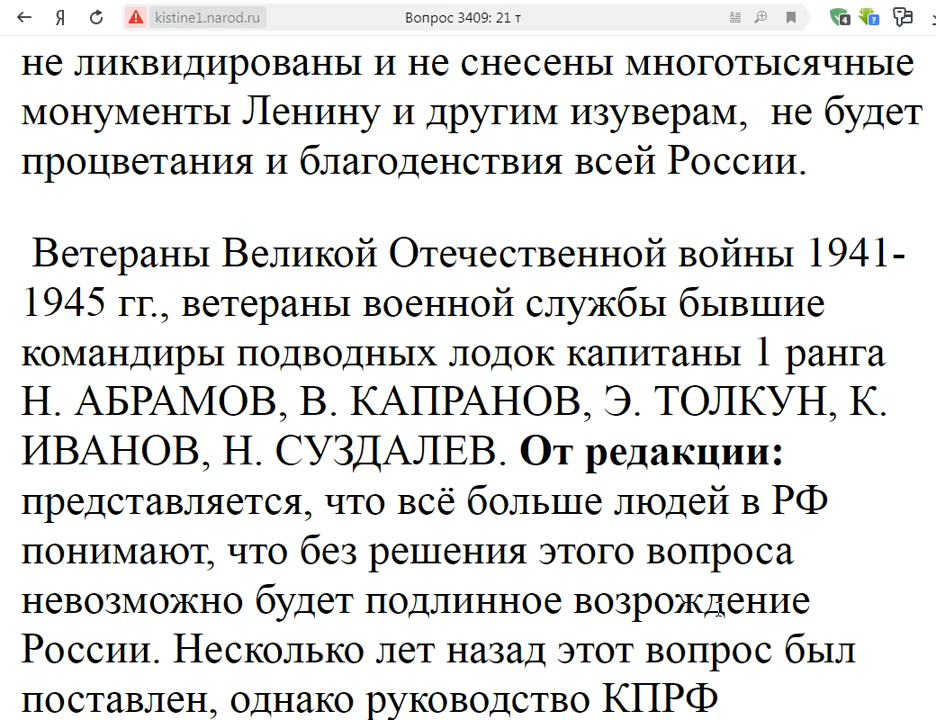 Я kistine1.narod.ru Вопрос 3409: 21 т 4 ?
не ликвидированы и не снесены многотысячные
монументы Ленину и другим изуверам, не будет
процветания и благоденствия всей России.
Ветераны Великой Отечественной войны 1941-
1945 гг., ветераны военной службы бывшие
командиры подводных лодок капитаны 1 ранга
Н. АБРАМОВ, В. КАПРАНОВ, Э. ТОЛКУН, К.
ИВАНОВ, Н. СУЗДАЛЕВ. От редакции:
представляется, что всё больше людей в РФ
понимают, что без решения этого вопроса
невозможно будет подлинное возрождение
России. Несколько лет назад этот вопрос был
поставлен, однако руководство КПРФ